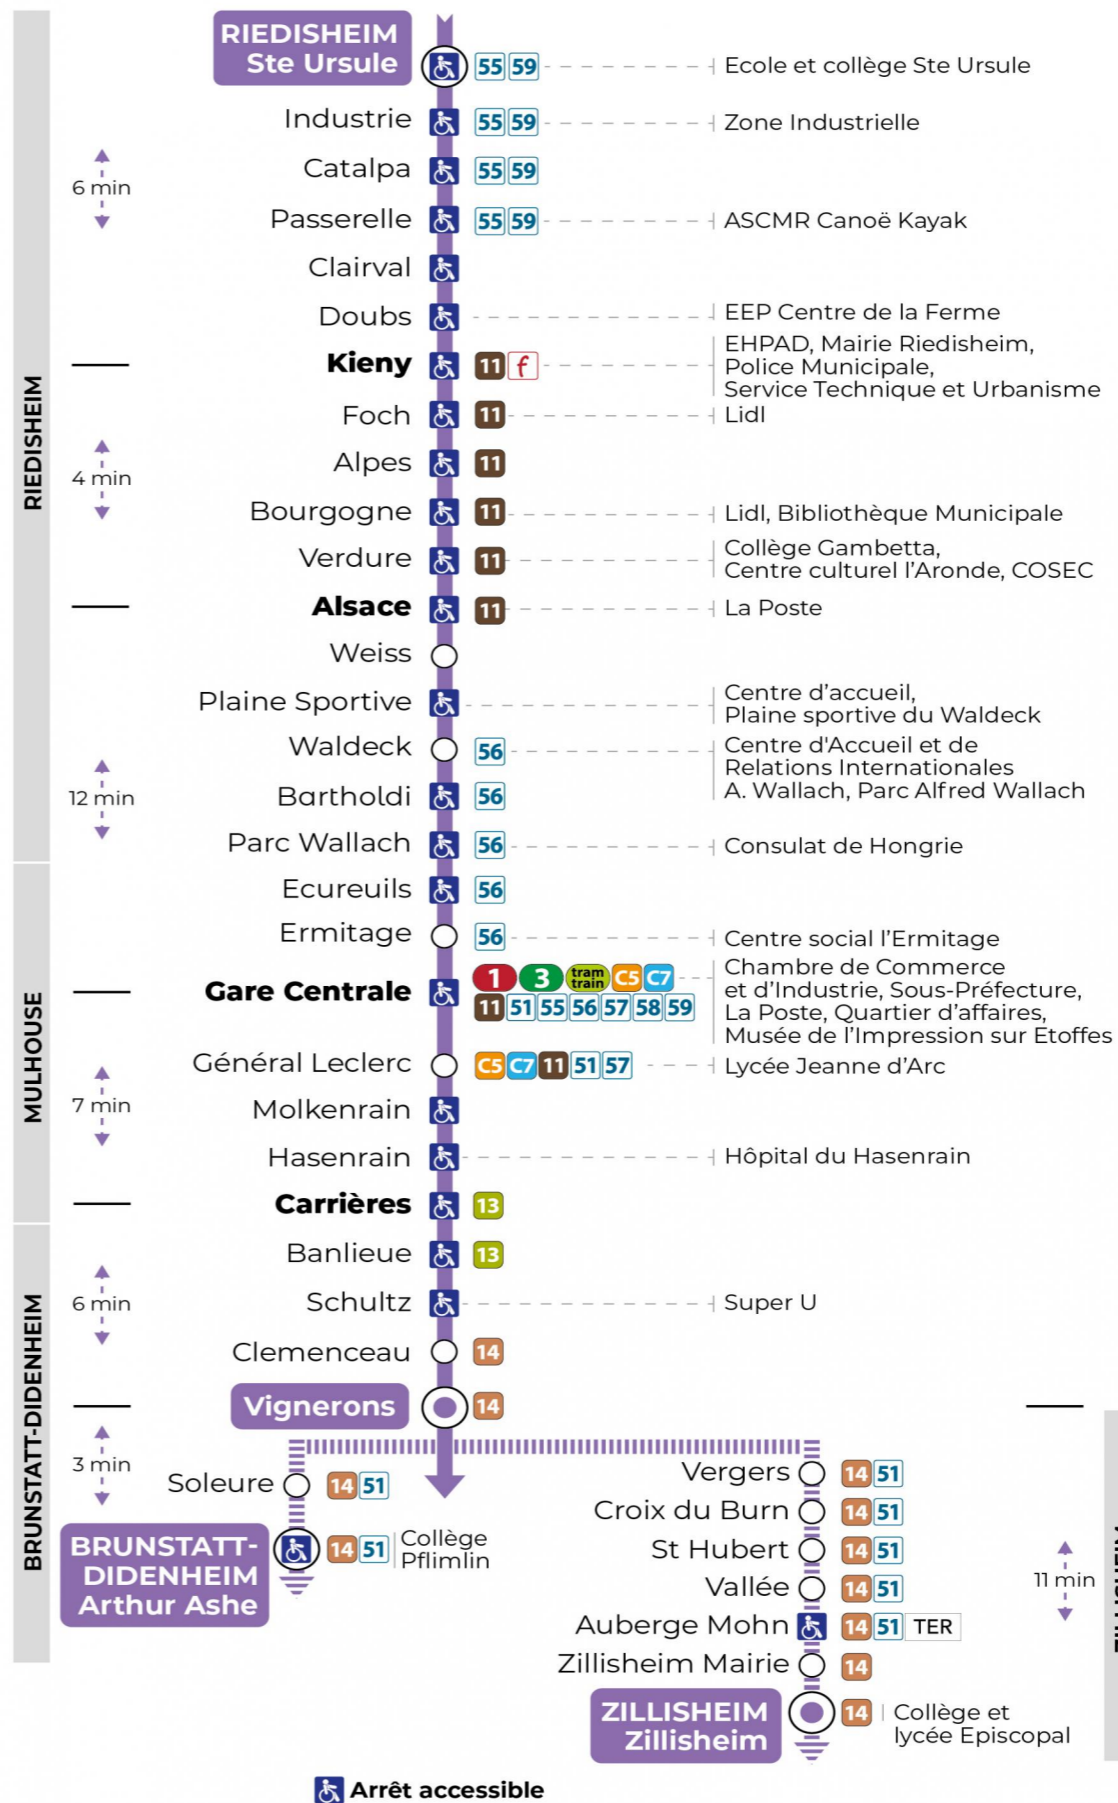 RIEDISHEIM
Ste Ursule
55 59
Ecole et collège Ste Ursule
Industrie
55 59
Zone Industrielle
Catalpa
55 59
6 min
Passerelle
55 59
ASCMR Canoë Kayak
Clairval
Doubs
EEP Centre de la Ferme
Kieny
11 f
EHPAD, Mairie Riedisheim,
Police Municipale,
Service Technique et Urbanisme
RIEDISHEIM
Foch
11
Lidl
Alpes
11
4 min
Bourgogne
11
Lidl, Bibliothèque Municipale
Verdure
11
Collège Gambetta,
Centre culturel l'Aronde, COSEC
Alsace
11
La Poste
Weiss
Plaine Sportive
Centre d'accueil,
Plaine sportive du Waldeck
Waldeck
56
Centre d'Accueil et de
Relations Internationales
A. Wallach, Parc Alfred Wallach
12 min
Bartholdi
56
Parc Wallach
56
Consulat de Hongrie
Ecureuils
56
Ermitage
56
Centre social l'Ermitage
MULHOUSE
Gare Centrale
1 3 tram train C5 C7
11 51 55 56 57 58 59
Chambre de Commerce
et d'Industrie, Sous-Préfecture,
La Poste, Quartier d'affaires,
Musée de l'Impression sur Etoffes
Général Leclerc
C5 C7 11 51 57
Lycée Jeanne d'Arc
7 min
Molkenrain
Hasenrain
Hôpital du Hasenrain
Carrières
13
Banlieue
13
6 min
Schultz
Super U
Clemenceau
14
BRUNSTATT-DIDENHEIM
Vignerons
14
3 min
Soleure
14 51
BRUNSTATT-
DIDENHEIM
Arthur Ashe
14 51
Collège
Pflimlin
Vergers
14 51
Croix du Burn
14 51
St Hubert
14 51
Vallée
14 51
11 min
Auberge Mohn
14 51 TER
Zillisheim Mairie
14
ZILLISHEIM
Zillisheim
14
Collège et
lycée Episcopal
Arrêt accessible